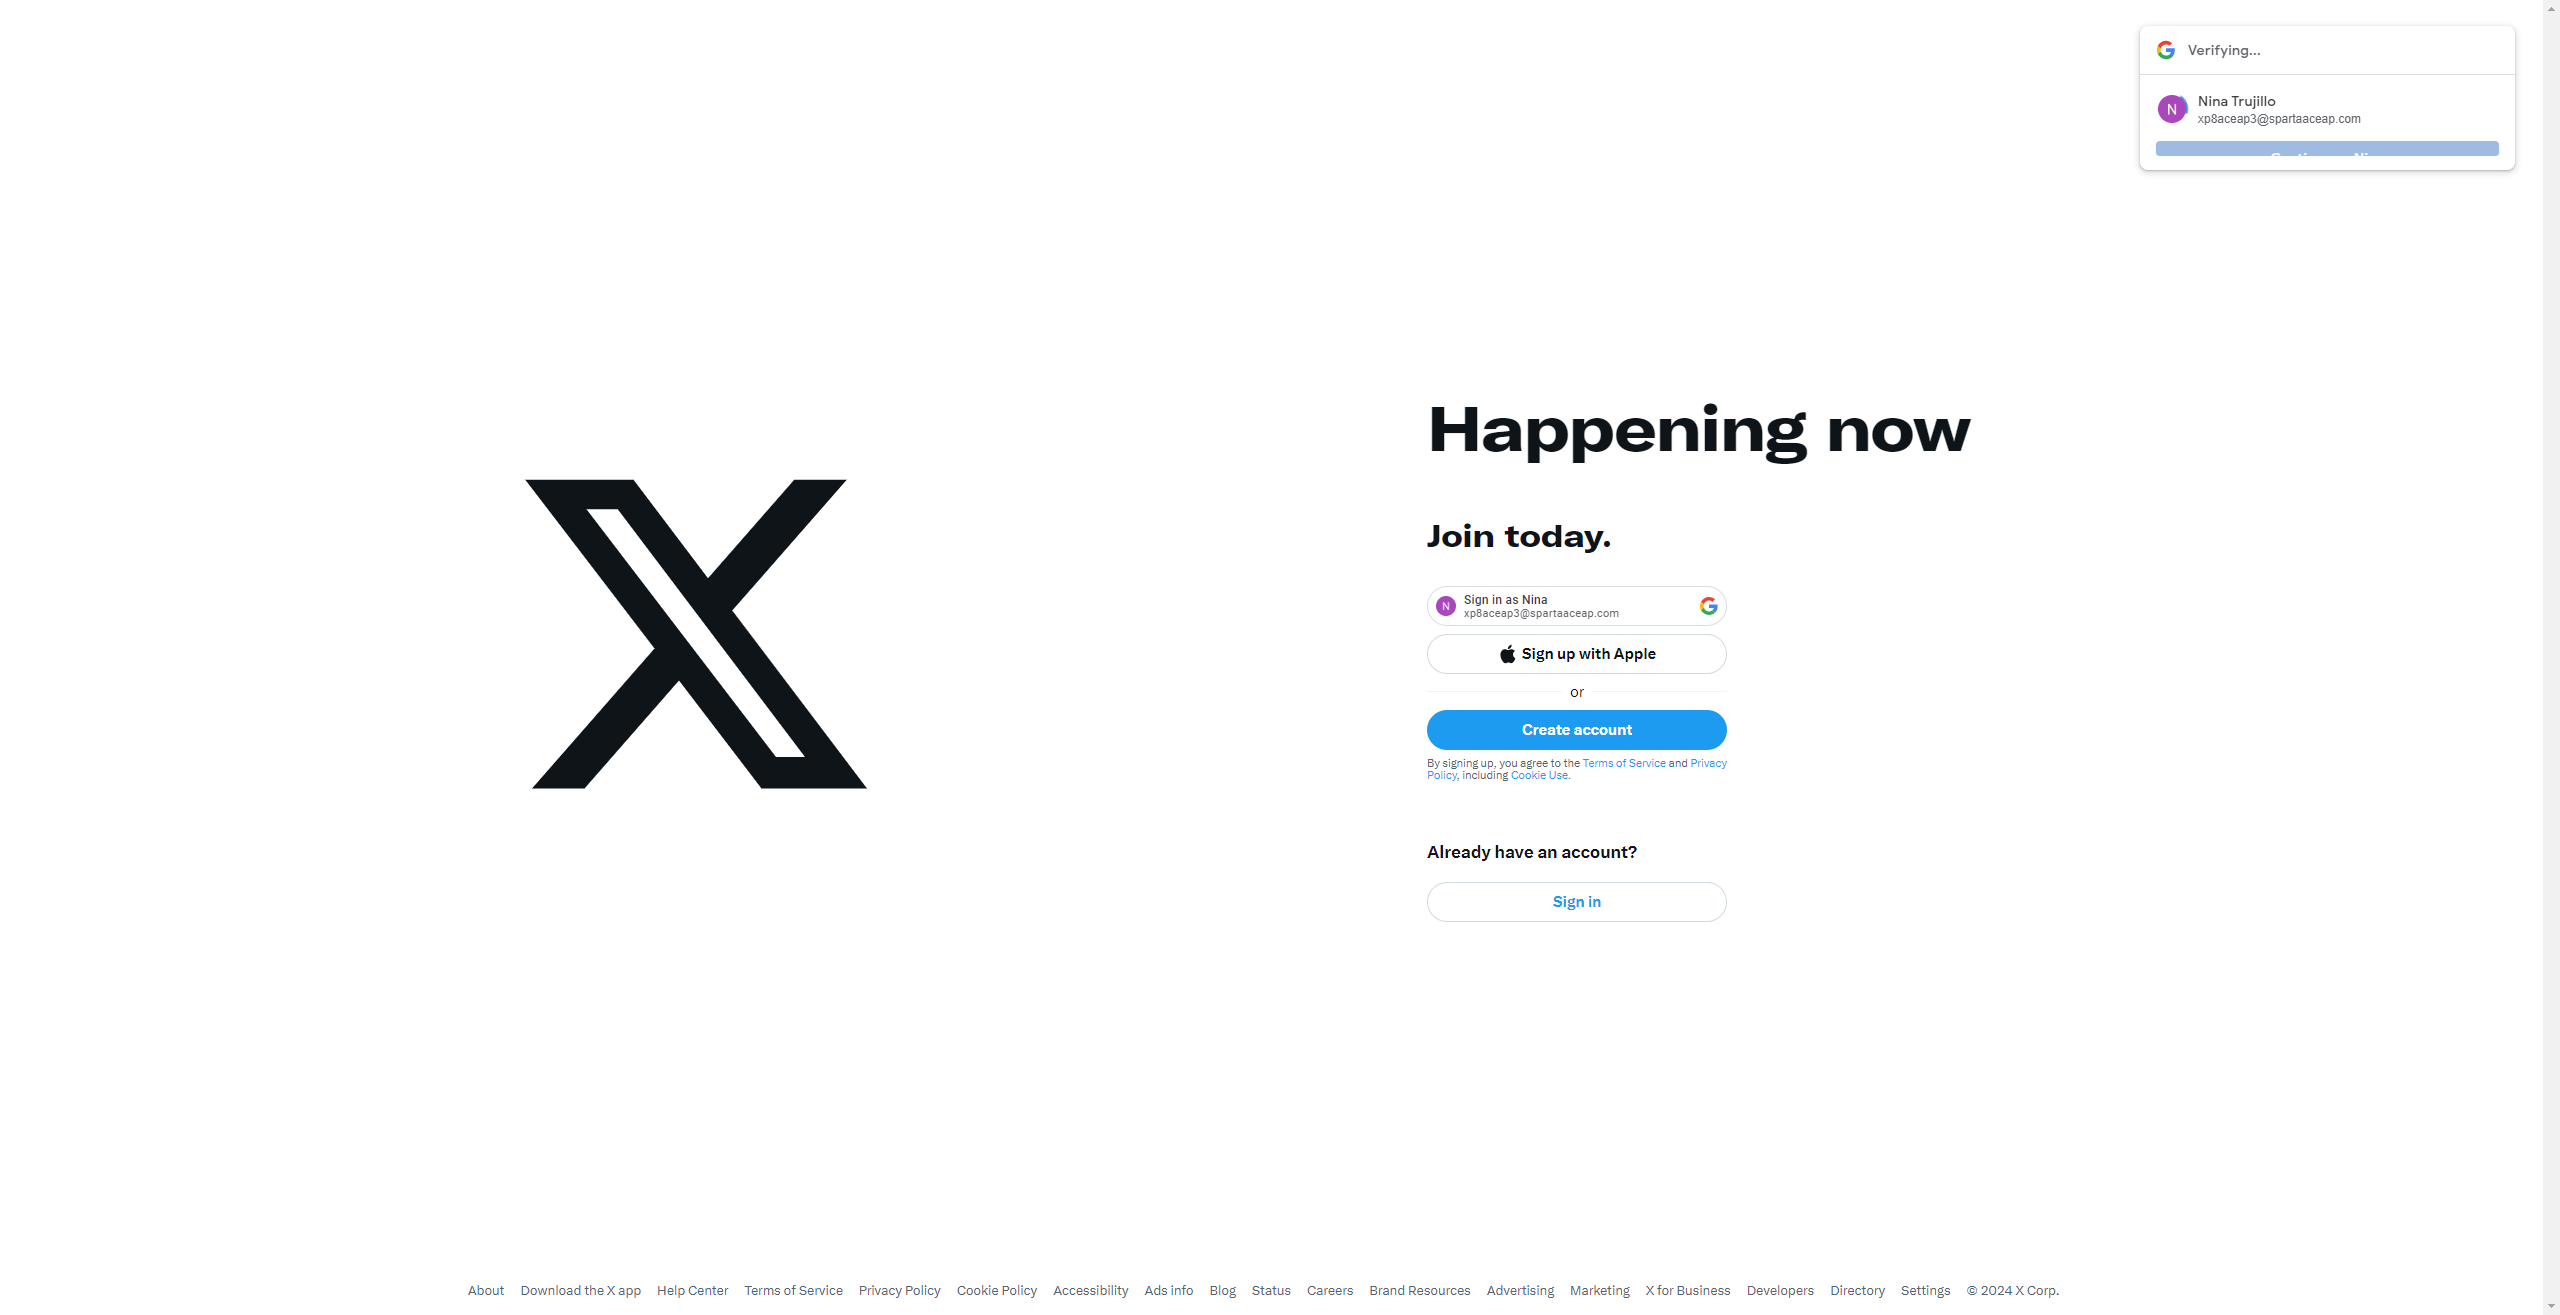 Verifying...
N
Nina Trujillo
xp8aceap3@spartaaceap.com
Happening now
Join today.
N
Sign in as Nina
xp8aceap3@spartaaceap.com
Sign up with Apple
or
Create account
By signing up, you agree to the Terms of Service and Privacy
Policy, including Cookie Use.
Already have an account?
Sign in
About Download the X app Help Center Terms of Service Privacy Policy Cookie Policy Accessibility Ads info Blog Status Careers Brand Resources Advertising Marketing X for Business Developers Directory Settings © 2024 X Corp.